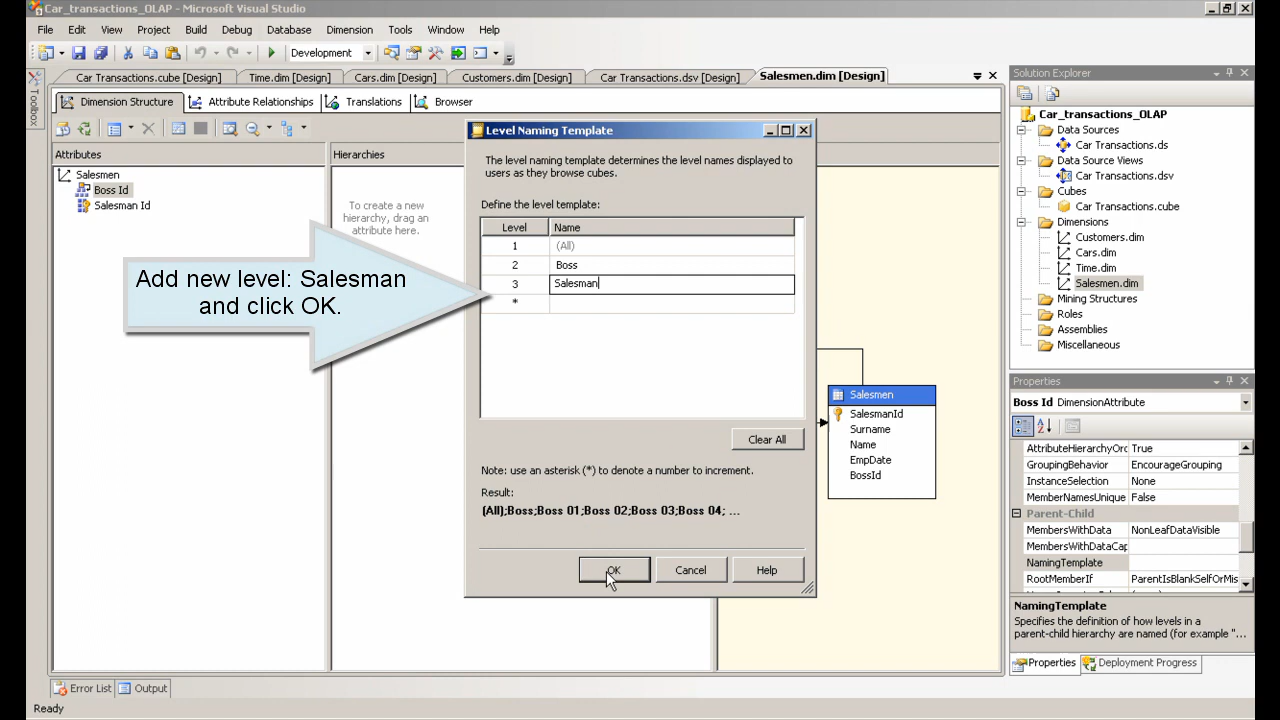 Car_transactions_OLAP - Microsoft Visual Studio
File Edit View Project Build Debug Database Dimension Tools Window Help
Development
Car Transactions.cube [Design] Time.dim [Design] Cars.dim [Design] Customers.dim [Design] Car Transactions.dsv [Design] Salesmen.dim [Design]
Toolbox
Dimension Structure Attribute Relationships Translations Browser
Attributes
Salesmen
Boss Id
Salesman Id
Hierarchies
To create a new
hierarchy, drag an
attribute here.
Add new level: Salesman
and click OK.
Level Naming Template
The level naming template determines the level names displayed to
users as they browse cubes.
Define the level template:
Level Name
1 (All)
2 Boss
3 Salesman
*
Clear All
Note: use an asterisk (*) to denote a number to increment.
Result:
(All);Boss;Boss 01;Boss 02;Boss 03;Boss 04; ...
OK Cancel Help
Salesmen
SalesmanId
Surname
Name
EmpDate
BossId
Solution Explorer
Car_transactions_OLAP
Data Sources
Car Transactions.ds
Data Source Views
Car Transactions.dsv
Cubes
Car Transactions.cube
Dimensions
Customers.dim
Cars.dim
Time.dim
Salesmen.dim
Mining Structures
Roles
Assemblies
Miscellaneous
Properties
Boss Id DimensionAttribute
AttributeHierarchyOrd True
GroupingBehavior EncourageGrouping
InstanceSelection None
MemberNamesUnique False
Parent-Child
MembersWithData NonLeafDataVisible
MembersWithDataCap
NamingTemplate
RootMemberIf ParentIsBlankSelfOrMis
NamingTemplate
Specifies the definition of how levels in a
parent-child hierarchy are named (for example "...
Properties Deployment Progress
Error List Output
Ready